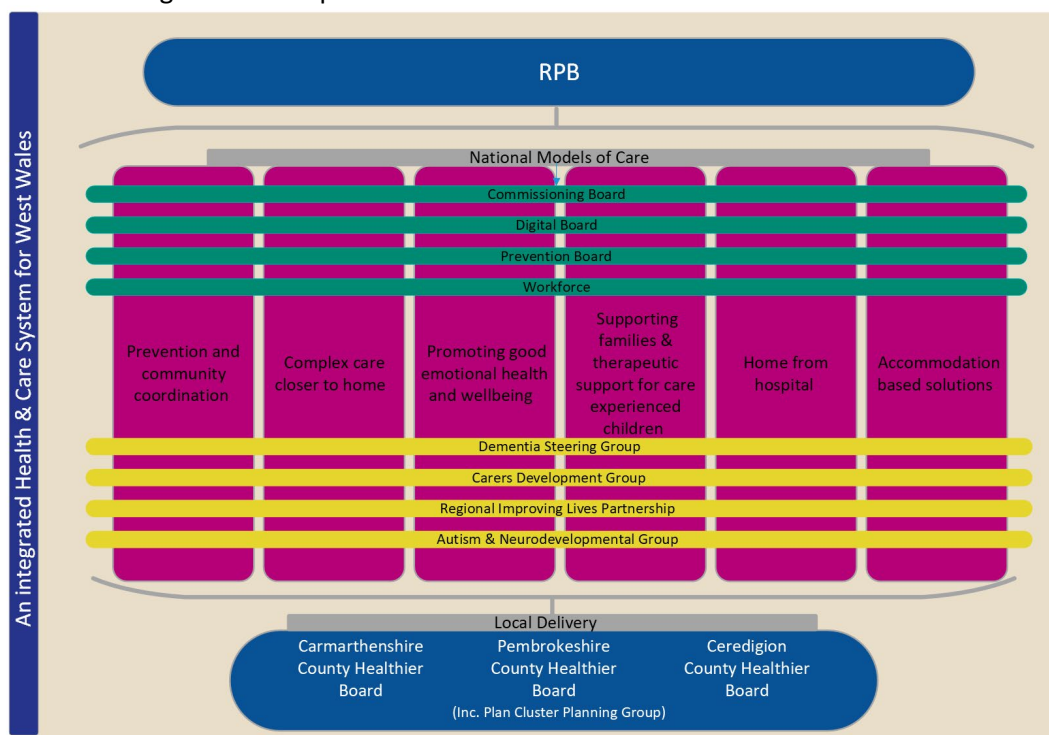 An integrated Health & Care System for West Wales
RPB
National Models of Care
Commissioning Board
Digital Board
Prevention Board
Workforce
Prevention and
community
coordination
Complex care
closer to home
Promoting good
emotional health
and wellbeing
Supporting
families &
therapeutic
support for care
experienced
children
Home from
hospital
Accommodation
based solutions
Dementia Steering Group
Carers Development Group
Regional Improving Lives Partnership
Autism & Neurodevelopmental Group
Local Delivery
Carmarthenshire
County Healthier
Board
Pembrokeshire
County Healthier
Board
(Inc. Plan Cluster Planning Group)
Ceredigion
County Healthier
Board